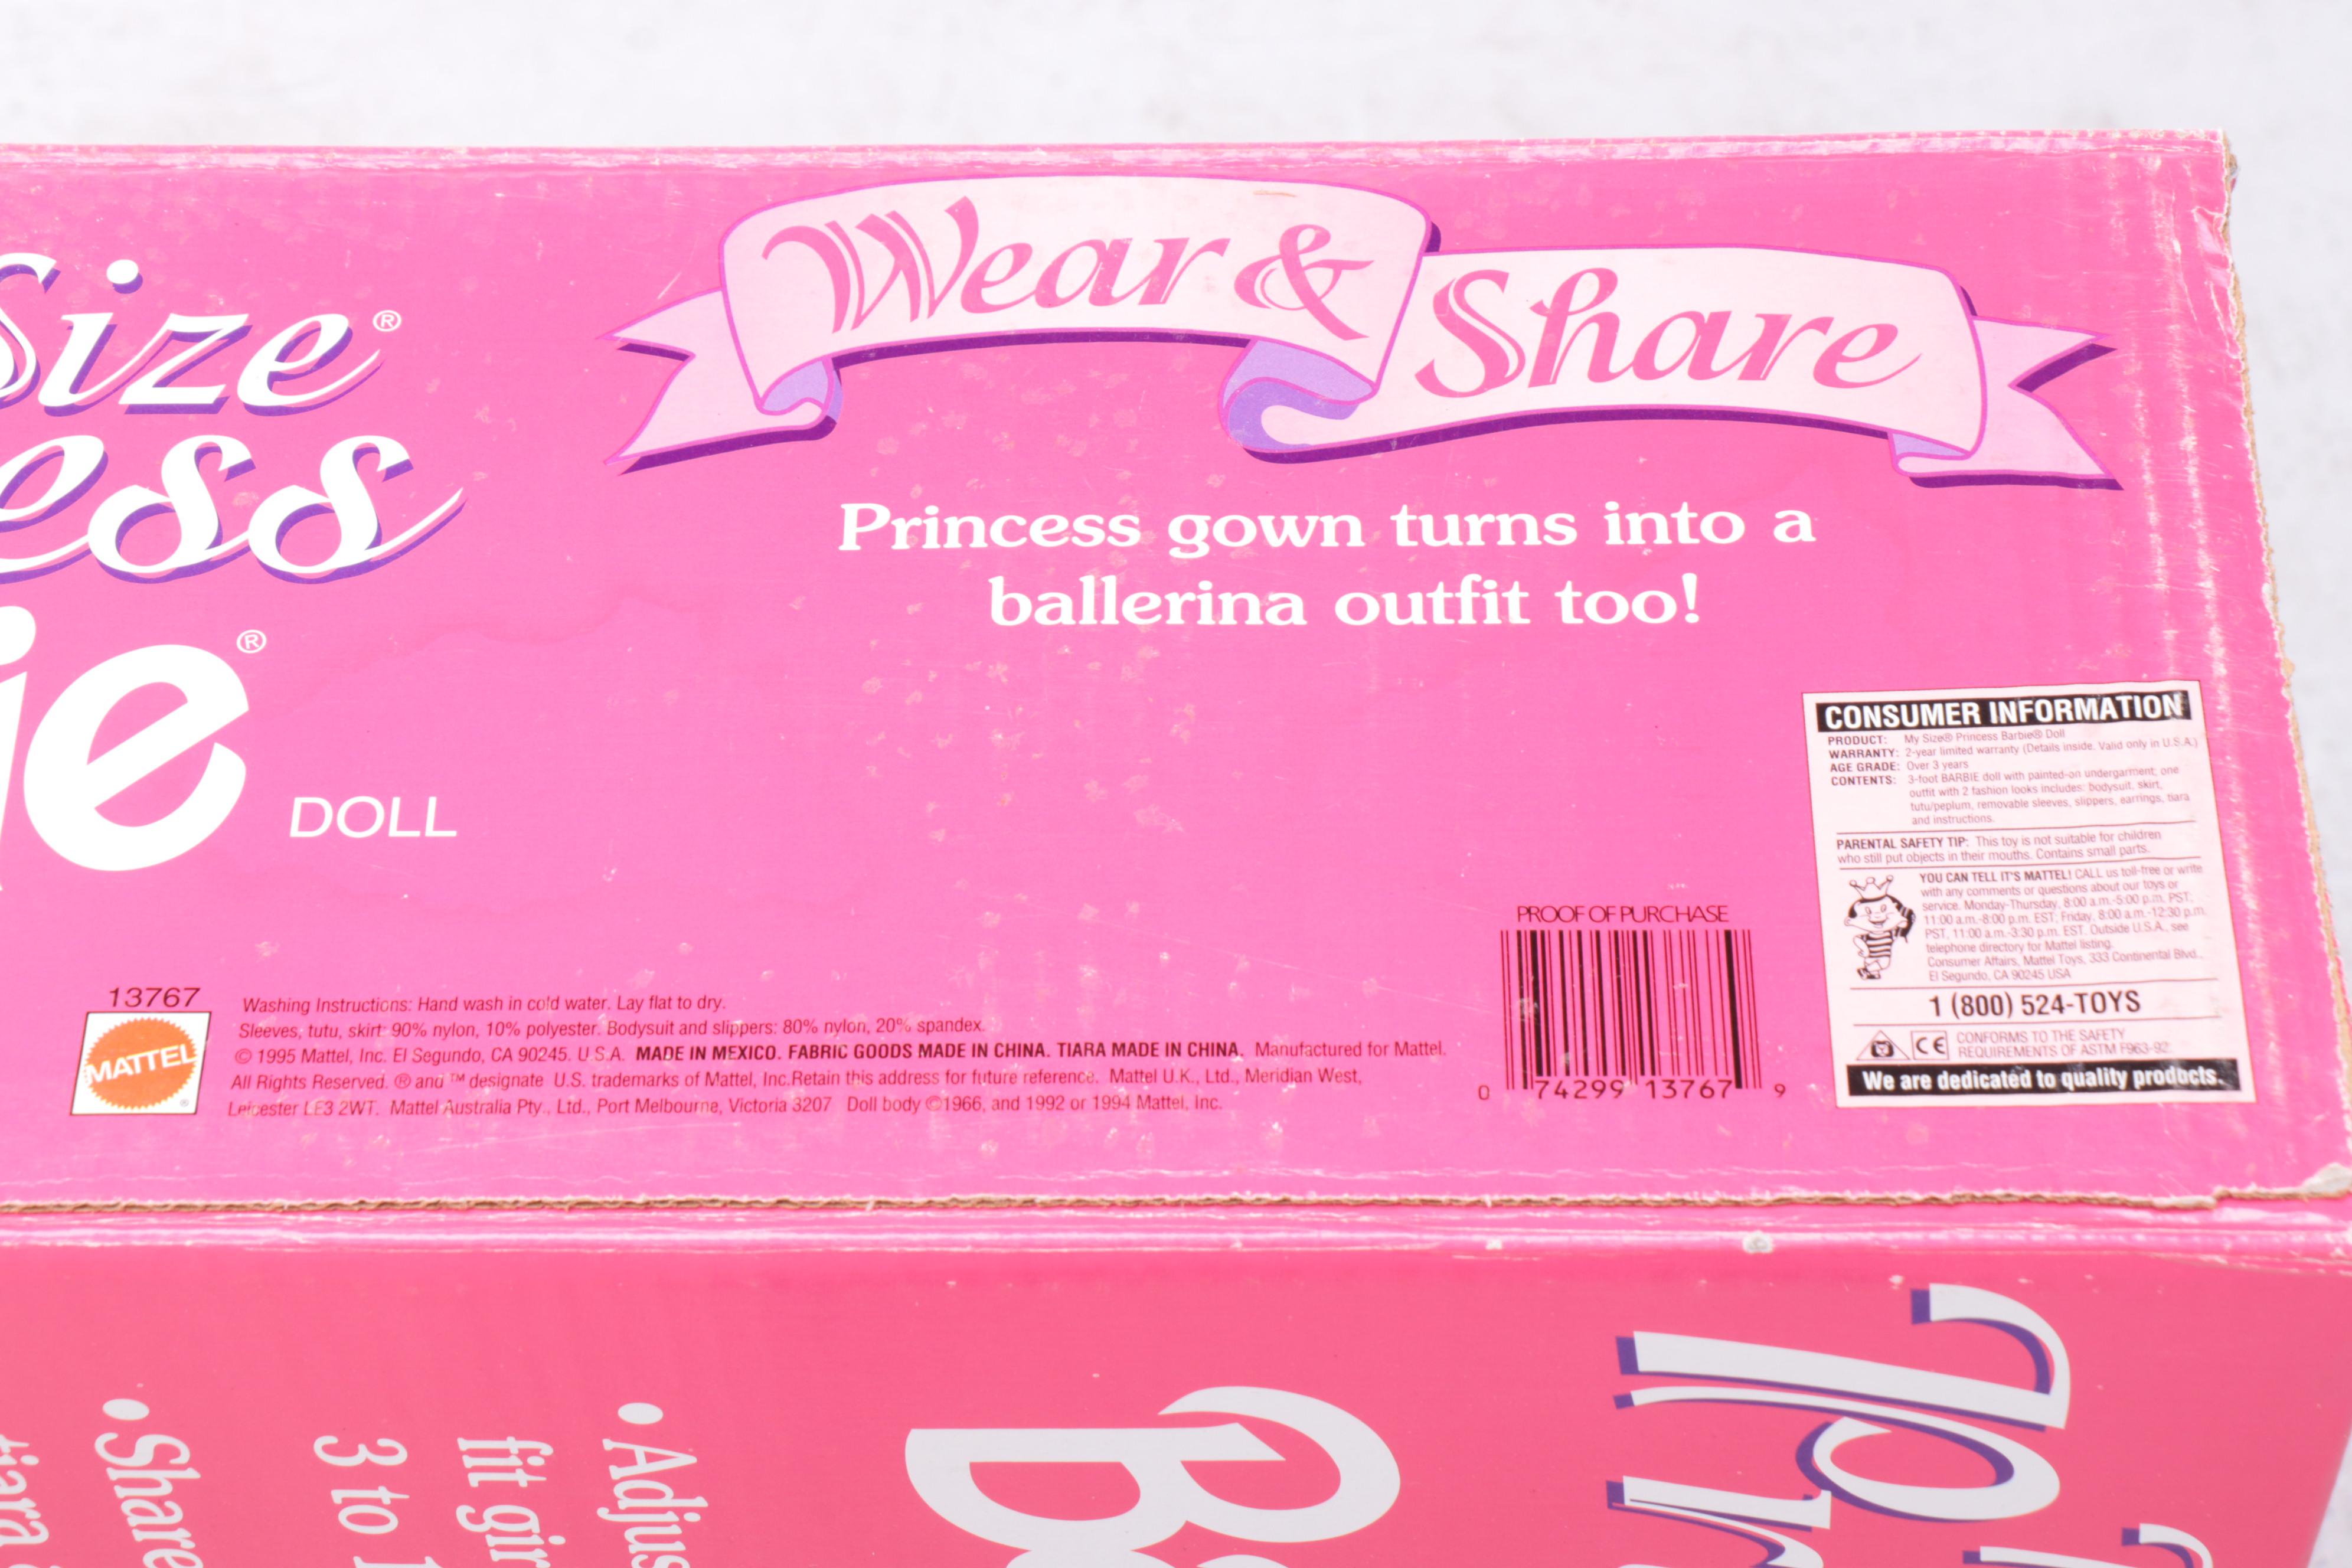 Size®
ess
ie®
DOLL
Wear & Share
Princess gown turns into a
ballerina outfit too!
13767
MATTEL®
Washing Instructions: Hand wash in cold water. Lay flat to dry.
Sleeves, tutu, skirt: 90% nylon, 10% polyester. Bodysuit and slippers: 80% nylon, 20% spandex.
© 1995 Mattel, Inc. El Segundo, CA 90245. U.S.A. MADE IN MEXICO. FABRIC GOODS MADE IN CHINA. TIARA MADE IN CHINA. Manufactured for Mattel.
All Rights Reserved. ® and ™ designate U.S. trademarks of Mattel, Inc.Retain this address for future reference. Mattel U.K., Ltd., Meridian West,
Leicester LE3 2WT. Mattel Australia Pty., Ltd., Port Melbourne, Victoria 3207 Doll body ©1966, and 1992 or 1994 Mattel, Inc.
PROOF OF PURCHASE
0 74299 13767 9
CONSUMER INFORMATION
PRODUCT: My Size® Princess Barbie® Doll
WARRANTY: 2-year limited warranty (Details inside. Valid only in U.S.A.)
AGE GRADE: Over 3 years
CONTENTS: 3-foot BARBIE doll with painted-on undergarment; one
outfit with 2 fashion looks includes: bodysuit, skirt,
tutu/peplum, removable sleeves, slippers, earrings, tiara
and instructions.
PARENTAL SAFETY TIP: This toy is not suitable for children
who still put objects in their mouths. Contains small parts.
YOU CAN TELL IT'S MATTEL! CALL us toll-free or write
with any comments or questions about our toys or
service. Monday-Thursday, 8:00 a.m.-5:00 p.m. PST,
11:00 a.m.-8:00 p.m. EST; Friday, 8:00 a.m.-12:30 p.m.
PST, 11:00 a.m.-3:30 p.m. EST. Outside U.S.A., see
telephone directory for Mattel listing.
Consumer Affairs, Mattel Toys, 333 Continental Blvd.,
El Segundo, CA 90245 USA
1 (800) 524-TOYS
CE
CONFORMS TO THE SAFETY
REQUIREMENTS OF ASTM F963-92.
We are dedicated to quality products.
• Adjus
fit gir
3 to 1
• Share
tiara
B